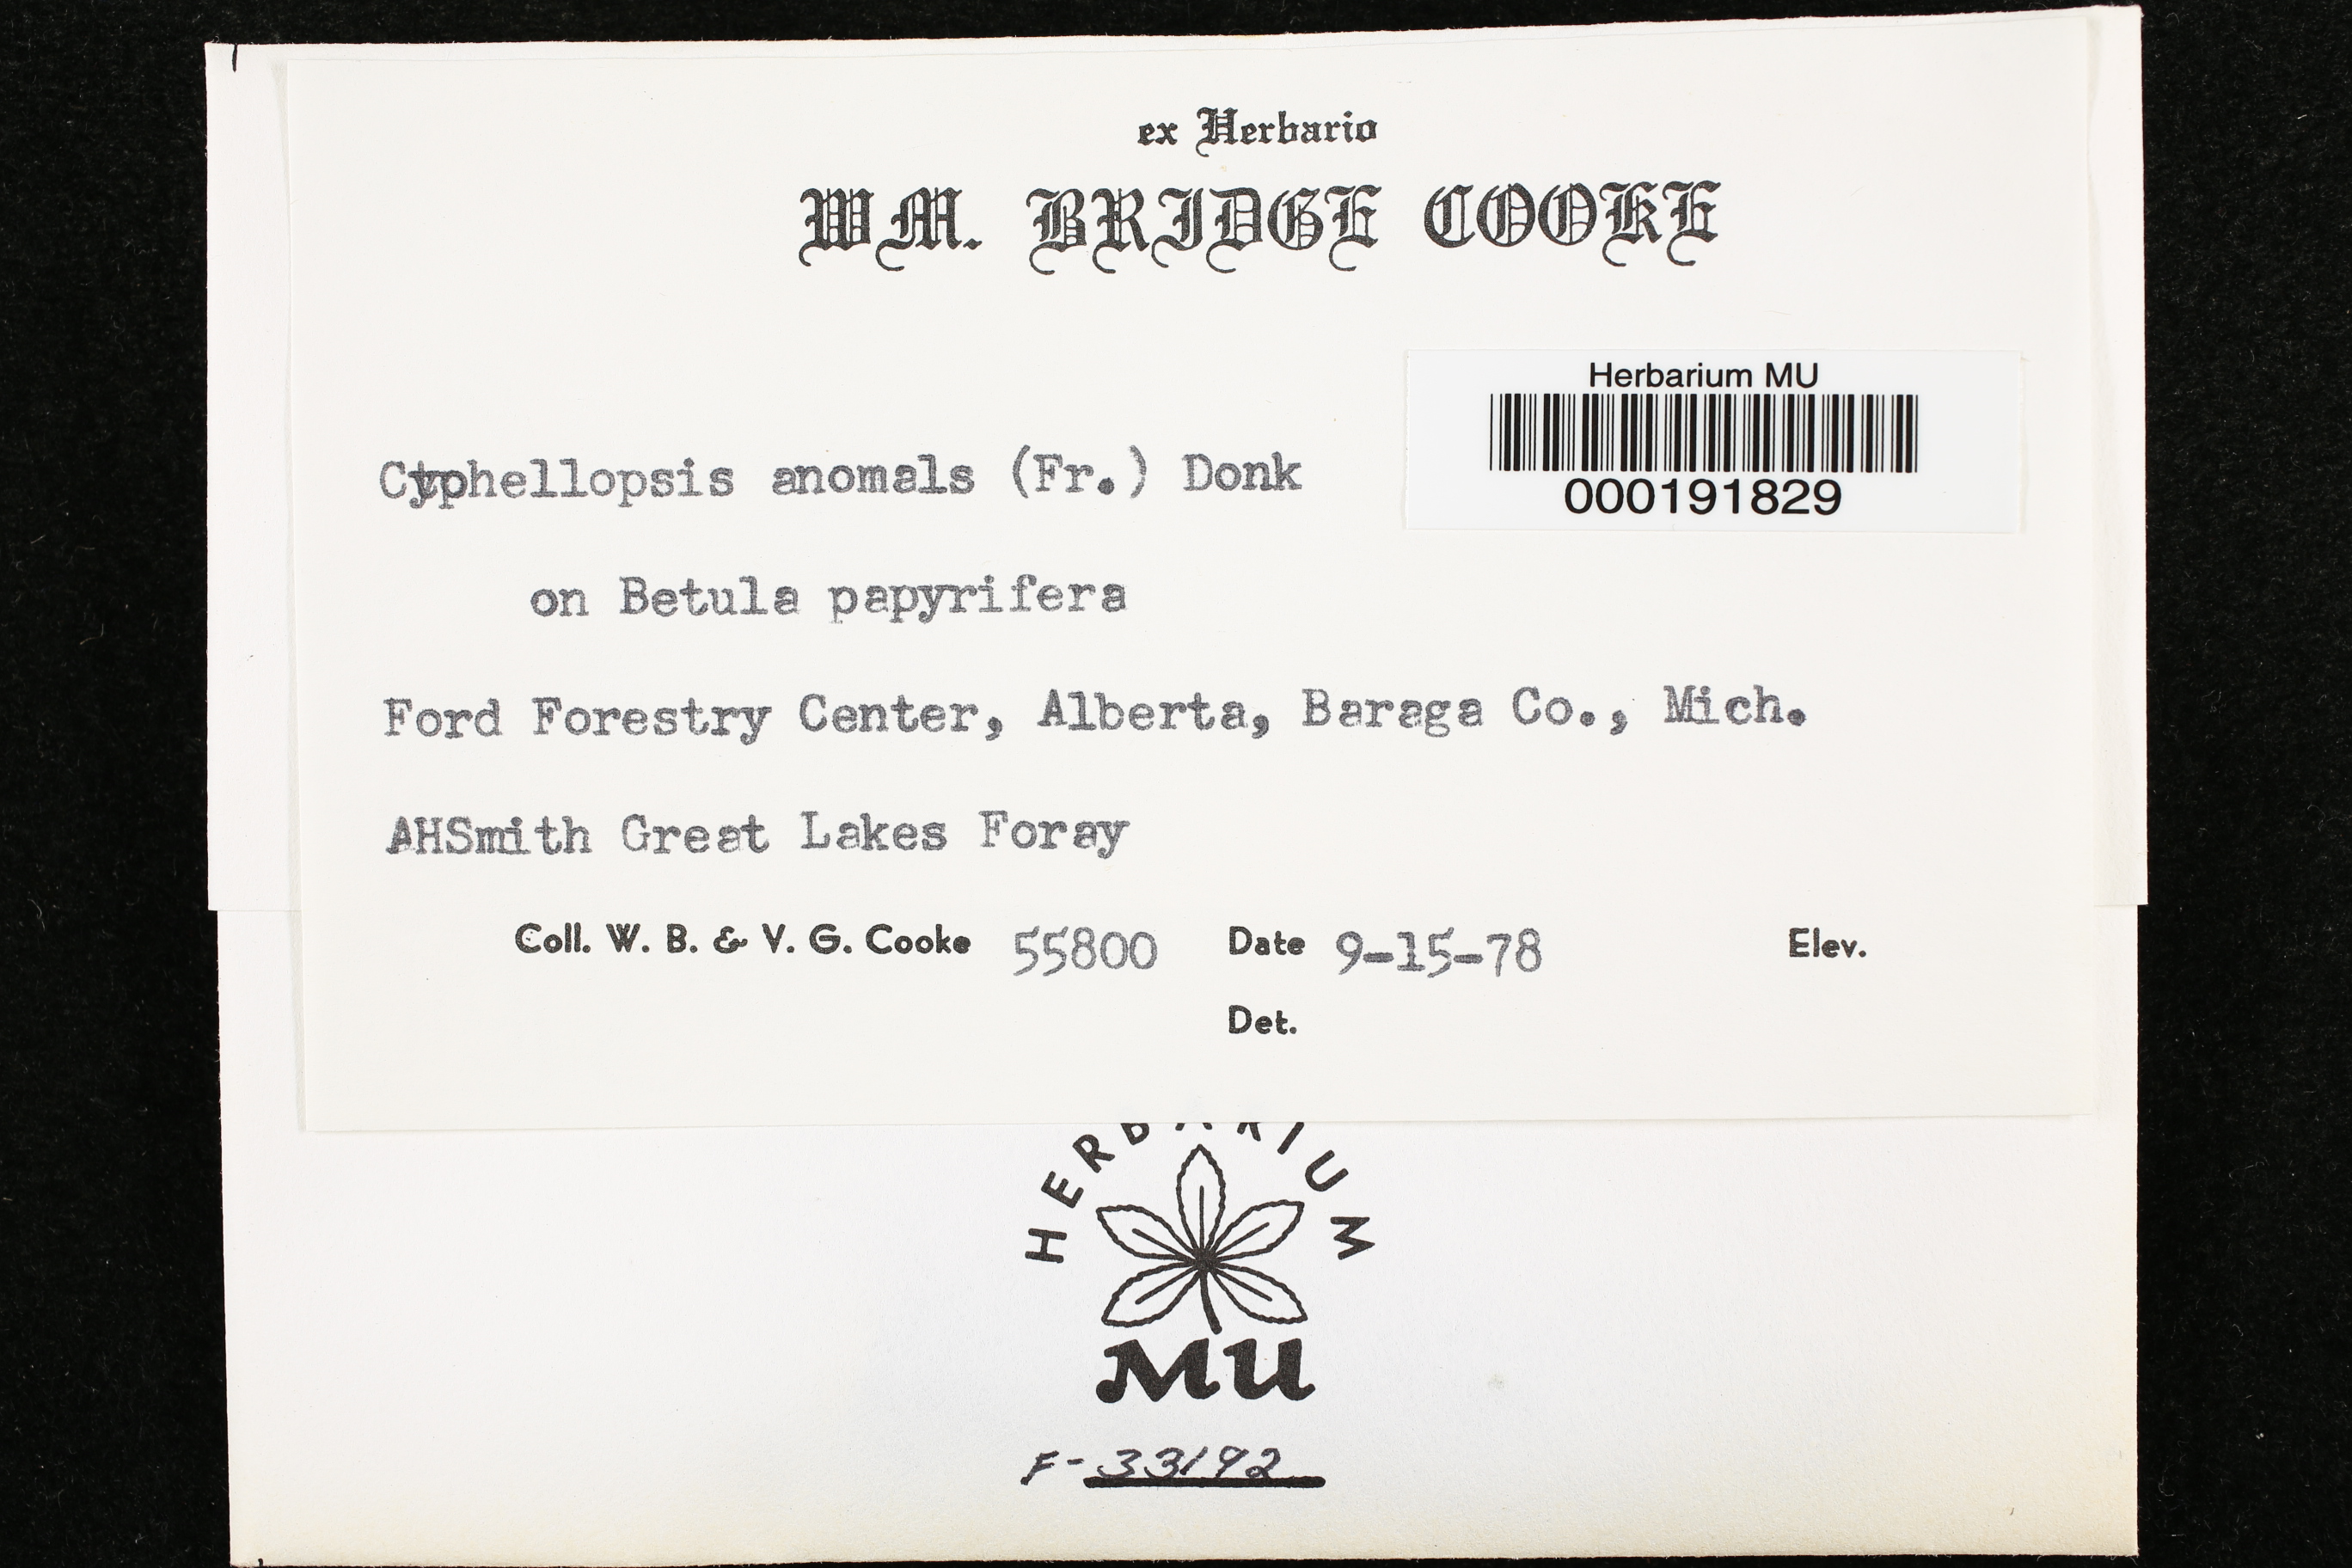 ex Herbario
WM. BRIDGE COOKE
Herbarium MU
000191829
Cyphellopsis anomals (Fr.) Donk
on Betula papyrifera
Ford Forestry Center, Alberta, Baraga Co., Mich.
AHSmith Great Lakes Foray
Coll. W. B. & V. G. Cooke 55800 Date 9-15-78 Elev.
Det.
HERBARIUM
MU
F-33192